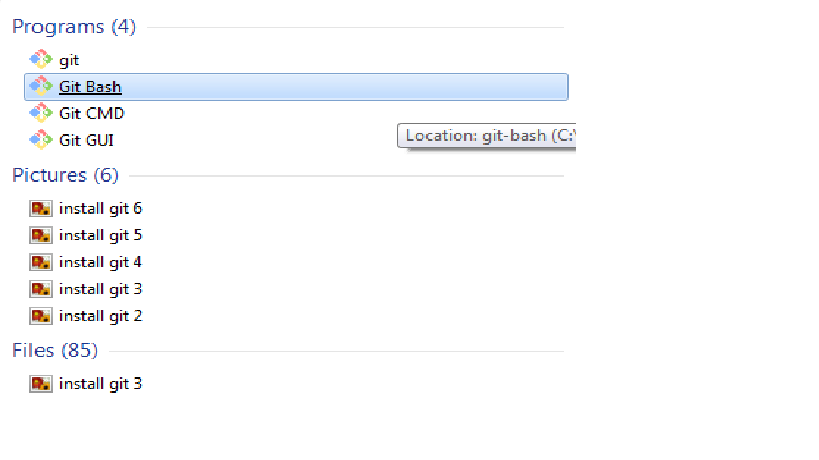 Programs (4)
git
Git Bash
Git CMD
Git GUI
Location: git-bash (C:\
Pictures (6)
install git 6
install git 5
install git 4
install git 3
install git 2
Files (85)
install git 3